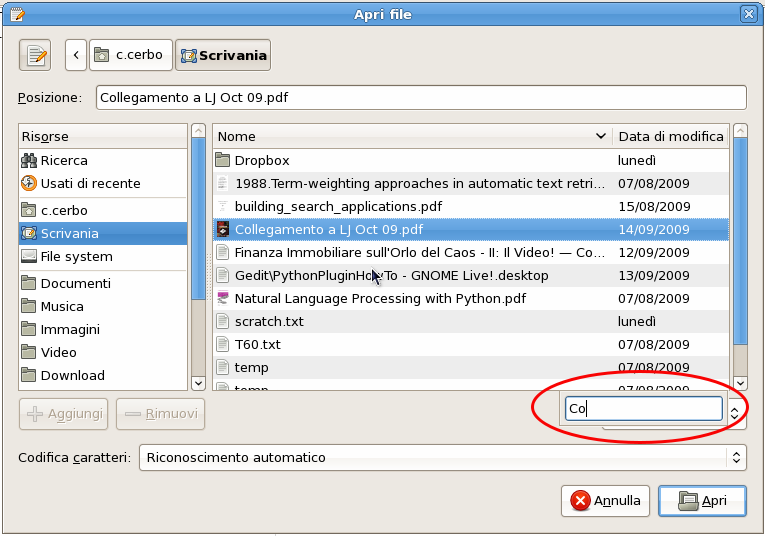 Apri file
c.cerbo Scrivania
Posizione: Collegamento a LJ Oct 09.pdf
Risorse
Ricerca
Usati di recente
c.cerbo
Scrivania
File system
Documenti
Musica
Immagini
Video
Download
Nome Data di modifica
Dropbox lunedì
1988.Term-weighting approaches in automatic text retri... 07/08/2009
building_search_applications.pdf 15/08/2009
Collegamento a LJ Oct 09.pdf 14/09/2009
Finanza Immobiliare sull'Orlo del Caos - II: Il Video! — Co... 12/09/2009
Gedit\PythonPluginHowTo - GNOME Live!.desktop 13/09/2009
Natural Language Processing with Python.pdf 07/08/2009
scratch.txt lunedì
T60.txt 07/08/2009
temp 07/08/2009
temp 07/08/2009
Co
Aggiungi Rimuovi
Codifica caratteri: Riconoscimento automatico
Annulla Apri